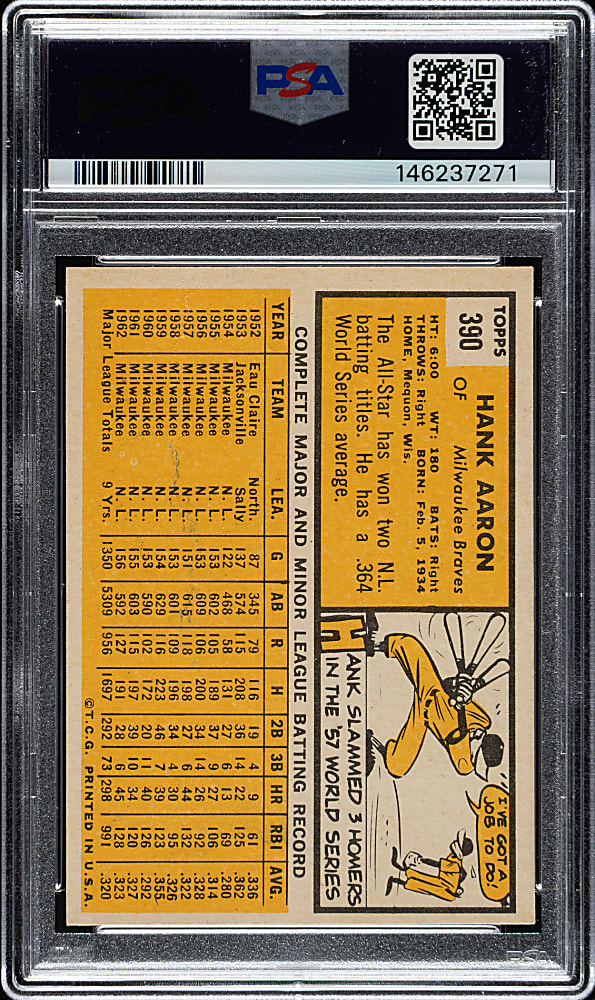 PSA
146237271
TOPPS
390
HANK AARON
OF Milwaukee Braves
HT: 6:00 WT: 180 BATS: Right
THROWS: Right BORN: Feb. 5, 1934
HOME, Mequon, Wis.
The All-Star has won two N.L.
batting titles. He has a .364
World Series average.
I'VE GOT A
JOB TO DO!
HANK SLAMMED 3 HOMERS
IN THE '57 WORLD SERIES
COMPLETE MAJOR AND MINOR LEAGUE BATTING RECORD
YEAR TEAM LEA. G AB R H 2B 3B HR RBI AVG.
1952 Eau Claire North. 87 345 79 116 19 4 9 61 .336
1953 Jacksonville Sally 137 574 115 208 36 14 22 125 .362
1954 Milwaukee N. L. 122 468 58 131 27 6 13 69 .280
1955 Milwaukee N. L. 153 602 105 189 37 9 27 106 .314
1956 Milwaukee N. L. 153 609 106 200 34 14 26 92 .328
1957 Milwaukee N. L. 151 615 118 198 27 6 44 132 .322
1958 Milwaukee N. L. 153 601 109 196 34 4 30 95 .326
1959 Milwaukee N. L. 154 629 116 223 46 7 39 123 .355
1960 Milwaukee N. L. 153 590 102 172 20 11 40 126 .292
1961 Milwaukee N. L. 155 603 115 197 39 10 34 120 .327
1962 Milwaukee N. L. 156 592 127 191 28 6 45 128 .323
Major League Totals 9 Yrs. 1350 5309 956 1697 292 73 298 991 .320
©T.C.G. PRINTED IN U.S.A.
PSA